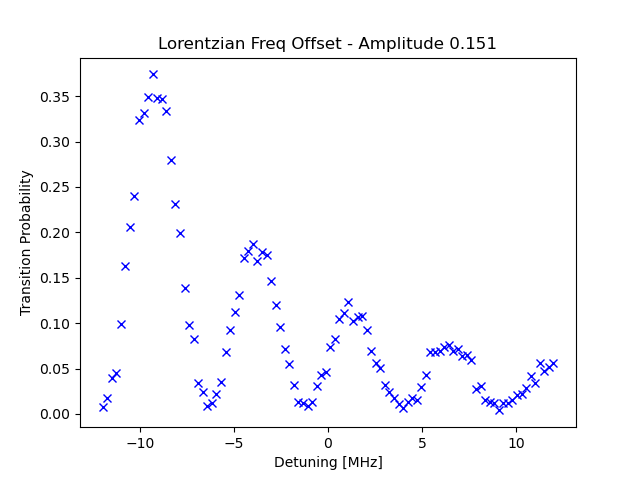 Lorentzian Freq Offset - Amplitude 0.151
Transition Probability
0.35
0.30
0.25
0.20
0.15
0.10
0.05
0.00
−10 −5 0 5 10
Detuning [MHz]